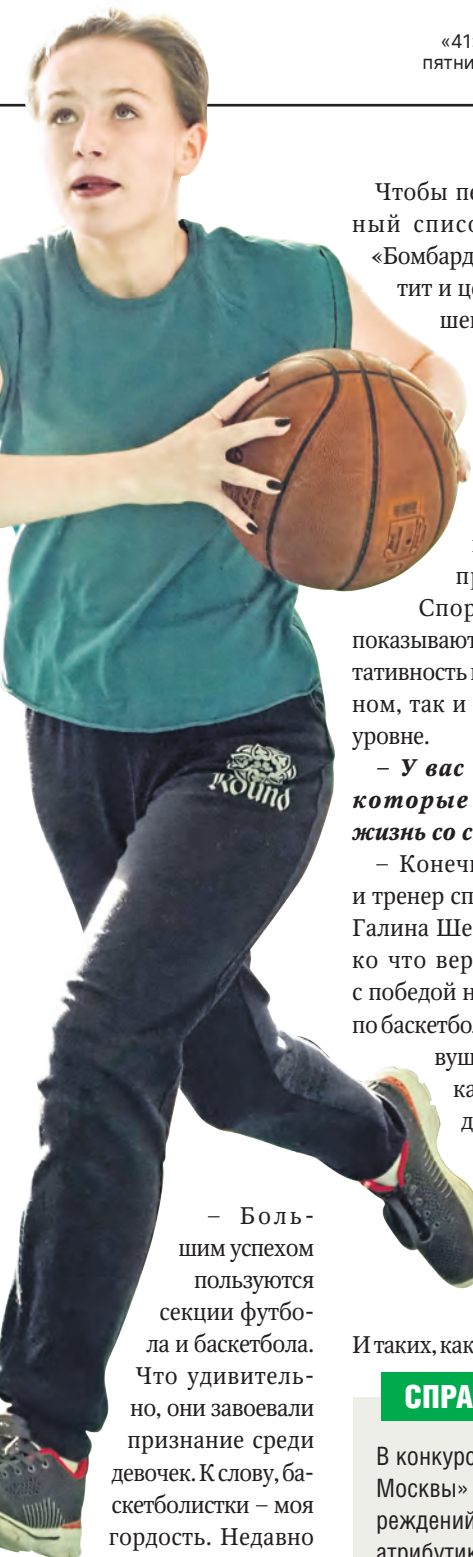 «41
пятни
– Боль-
шим успехом
пользуются
секции футбо-
ла и баскетбола.
Что удивитель-
но, они завоевали
признание среди
девочек. К слову, ба-
скетболистки – моя
гордость. Недавно
Чтобы пе
ный списо
«Бомбард
тит и це
шен
пр
Спор
показывают
тативность
ном, так и
уровне.
– У вас
которые
жизнь со с
– Конечн
и тренер сп
Галина Ше
ко что вер
с победой н
по баскетбо
вуш
ка
д
И таких, как
СПРА
В конкурс
Москвы»
реждений
атрибутик
Round